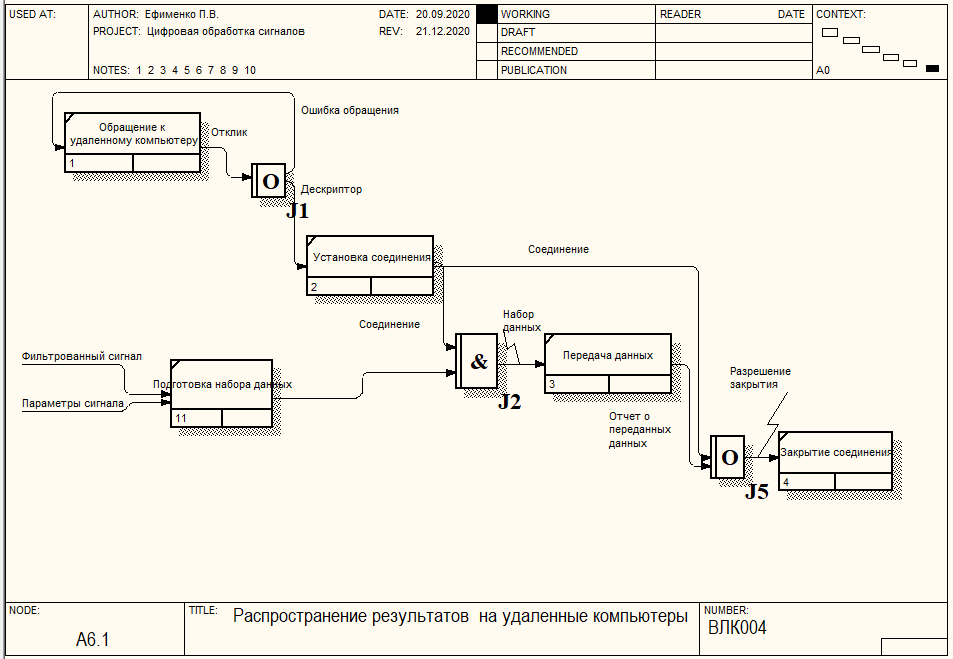 USED AT:
AUTHOR: Ефименко П.В.
DATE: 20.09.2020
WORKING
READER
DATE
CONTEXT:
PROJECT: Цифровая обработка сигналов
REV: 21.12.2020
DRAFT
RECOMMENDED
NOTES: 1 2 3 4 5 6 7 8 9 10
PUBLICATION
A0
Ошибка обращения
Обращение к
удаленному компьютеру
1
Отклик
O
J1
Дескриптор
Установка соединения
2
Соединение
Соединение
Набор
данных
&
J2
Передача данных
3
Фильтрованный сигнал
Параметры сигнала
Подготовка набора данных
11
Разрешение
закрытия
Отчет о
переданных
данных
O
J5
Закрытие соединения
4
NODE:
A6.1
TITLE:
Распространение результатов на удаленные компьютеры
NUMBER:
ВЛК004